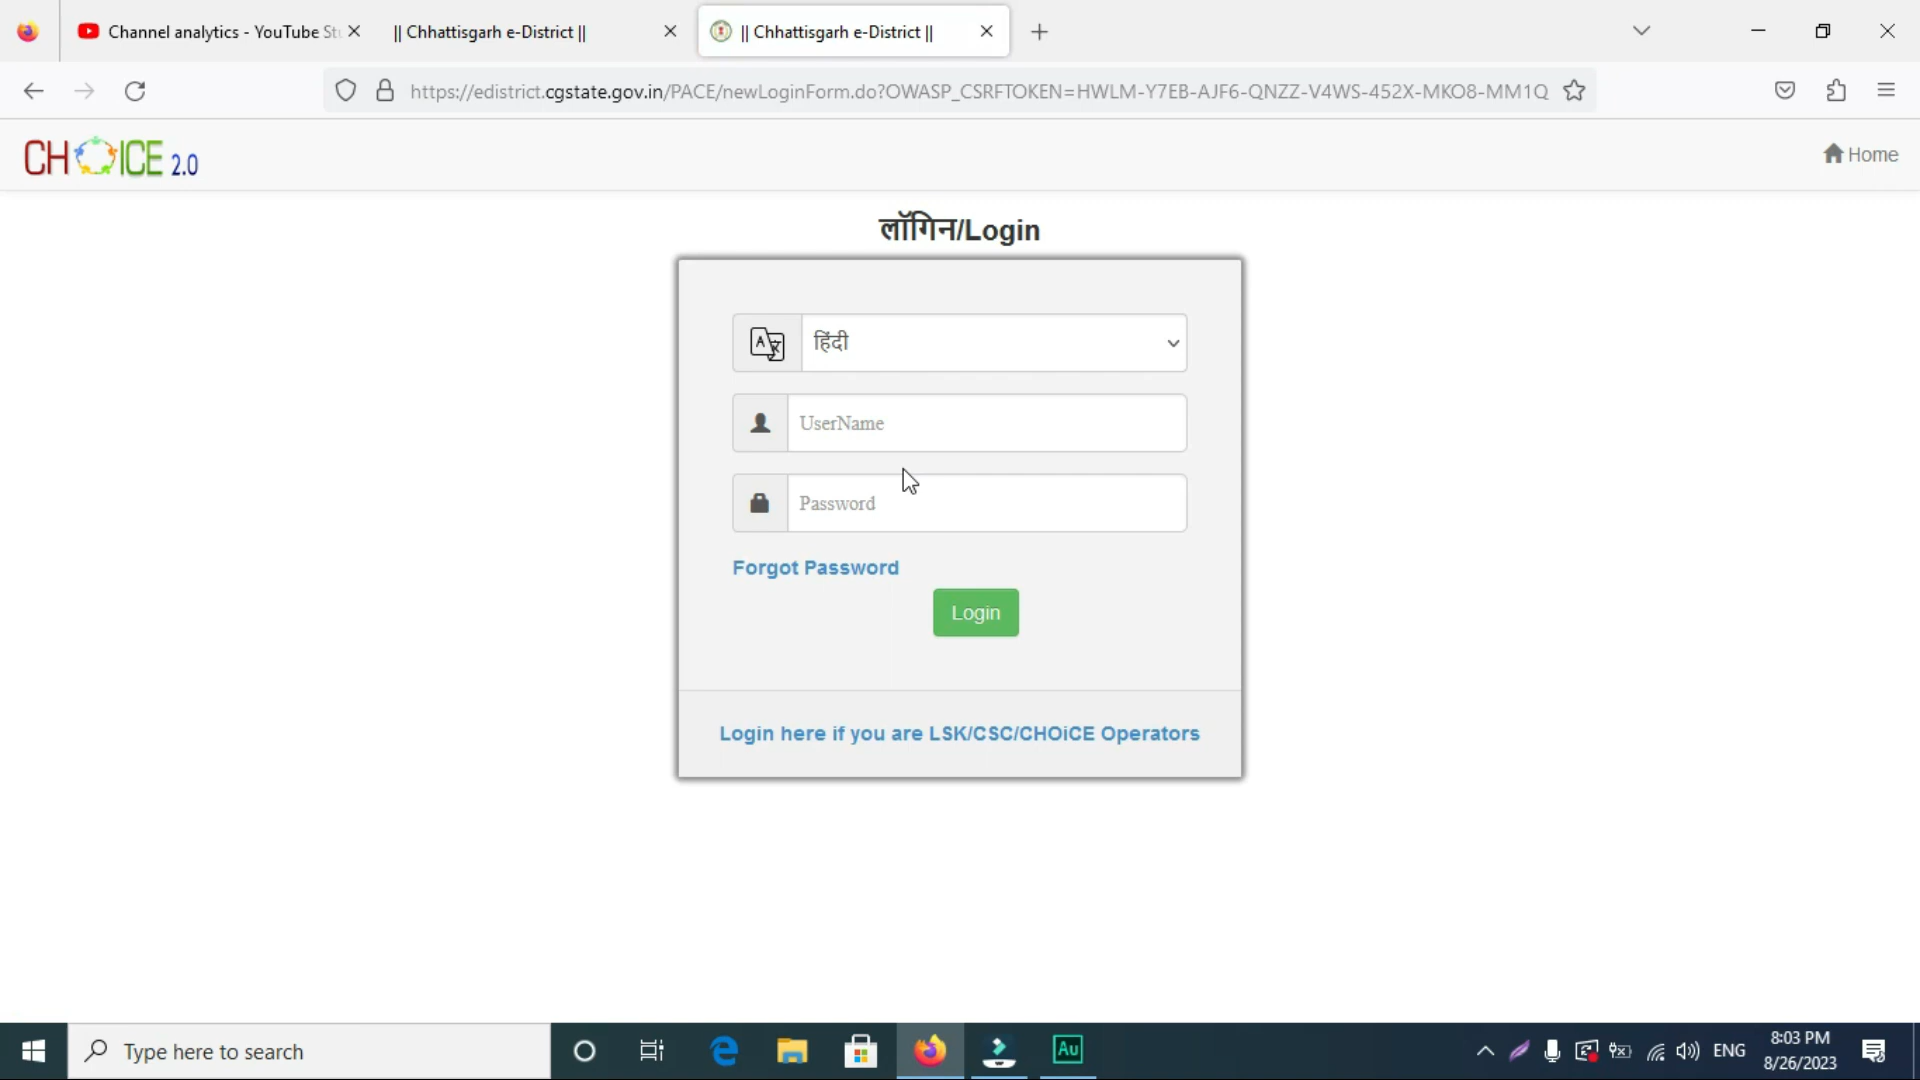 Channel analytics - YouTube St
|| Chhattisgarh e-District ||
|| Chhattisgarh e-District ||
https://edistrict.cgstate.gov.in/PACE/newLoginForm.do?OWASP_CSRFTOKEN=HWLM-Y7EB-AJF6-QNZZ-V4WS-452X-MKO8-MM1Q
CHOiCE 2.0
Home
लॉगिन/Login
हिंदी
UserName
Password
Forgot Password
Login
Login here if you are LSK/CSC/CHOiCE Operators
Type here to search
Au
ENG
8:03 PM
8/26/2023